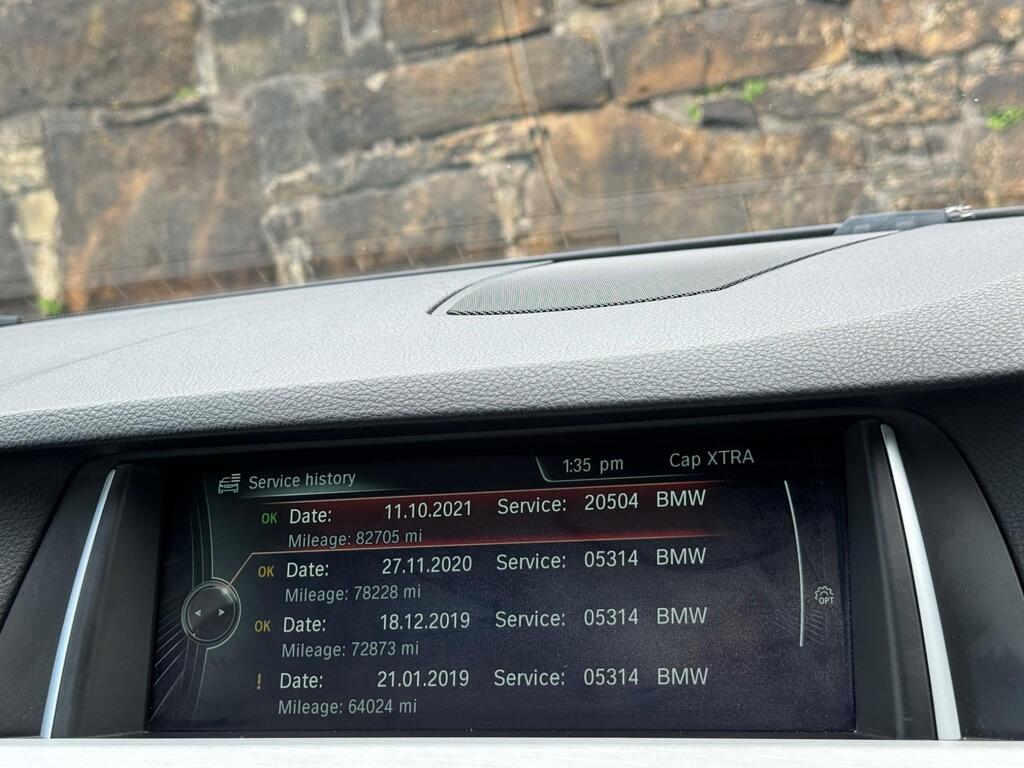 Service history 1:35 pm Cap XTRA
OK Date: 11.10.2021 Service: 20504 BMW
Mileage: 82705 mi
OK Date: 27.11.2020 Service: 05314 BMW
Mileage: 78228 mi
OPT
OK Date: 18.12.2019 Service: 05314 BMW
Mileage: 72873 mi
! Date: 21.01.2019 Service: 05314 BMW
Mileage: 64024 mi